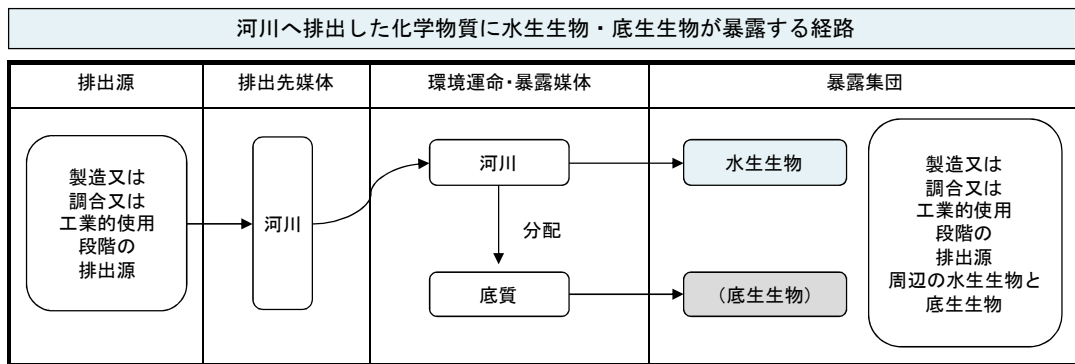 河川へ排出した化学物質に水生生物・底生生物が暴露する経路
排出源
排出先媒体
環境運命・暴露媒体
暴露集団
製造又は
調合又は
工業的使用
段階の
排出源
河川
河川
分配
底質
水生生物
(底生生物)
製造又は
調合又は
工業的使用
段階の
排出源
周辺の水生生物と
底生生物